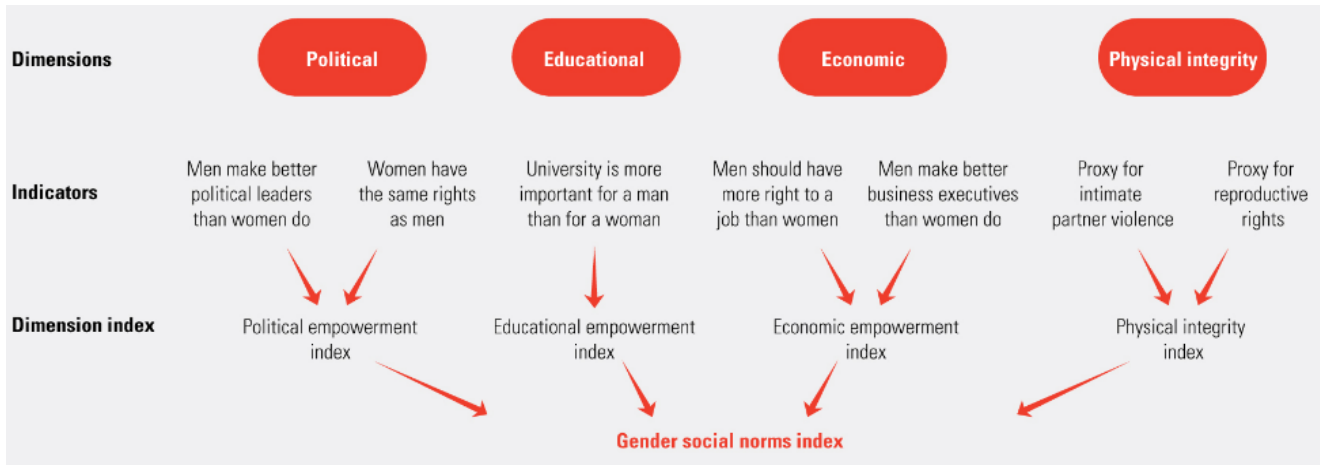 Dimensions
Political
Educational
Economic
Physical integrity
Indicators
Men make better
political leaders
than women do
Women have
the same rights
as men
University is more
important for a man
than for a woman
Men should have
more right to a
job than women
Men make better
business executives
than women do
Proxy for
intimate
partner violence
Proxy for
reproductive
rights
Dimension index
Political empowerment
index
Educational empowerment
index
Economic empowerment
index
Physical integrity
index
Gender social norms index